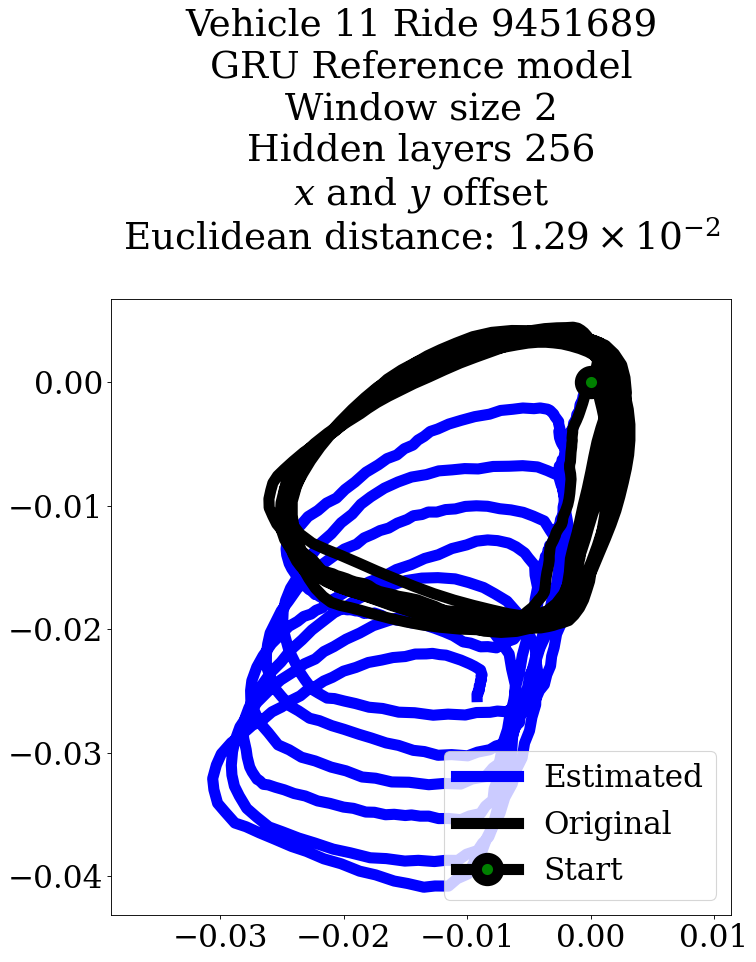 Vehicle 11 Ride 9451689
GRU Reference model
Window size 2
Hidden layers 256
x and y offset
Euclidean distance: 1.29 × 10⁻²
0.00
−0.01
−0.02
−0.03
−0.04
Estimated
Original
Start
−0.03 −0.02 −0.01 0.00 0.01